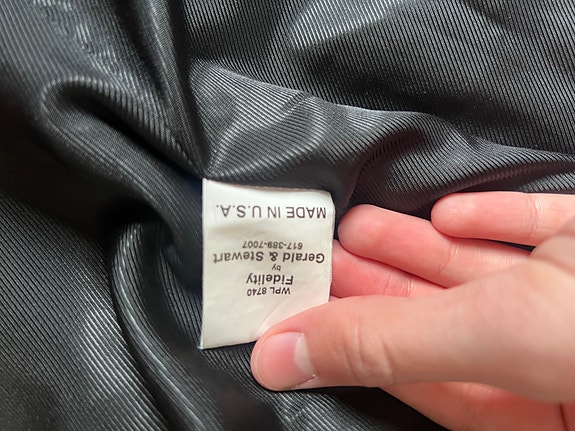 WPL 8740
Fidelity
by
Gerald & Stewart
617-389-7007
MADE IN U.S.A.